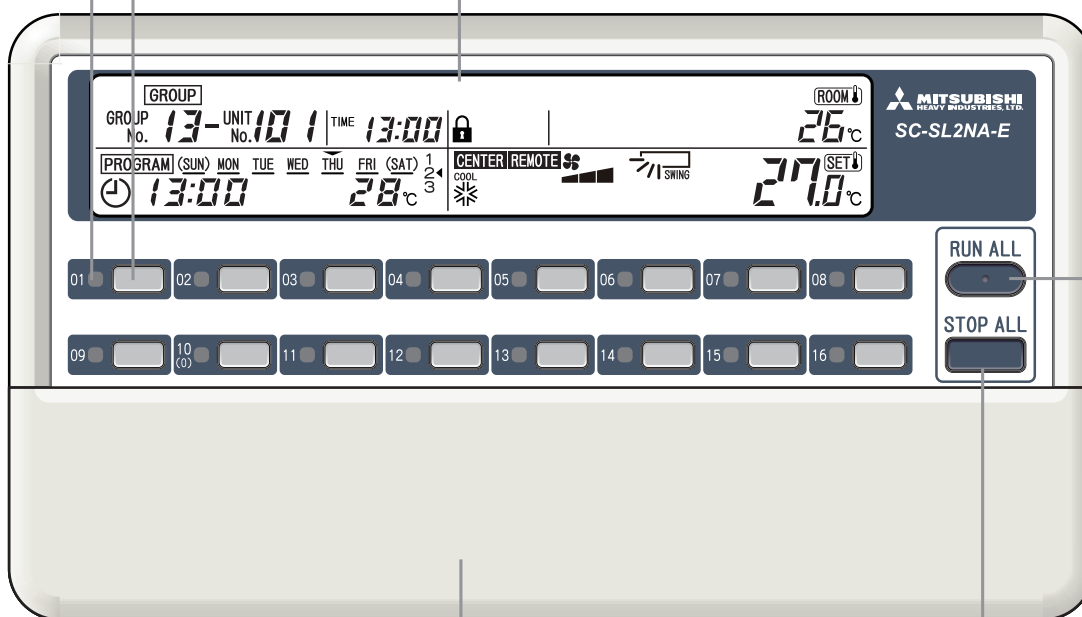 GROUP
GROUP No. 13 - UNIT No. 101 TIME 13:00
ROOM
26℃
PROGRAM (SUN) MON TUE WED THU FRI (SAT) 1 2 3
13:00 28℃
CENTER REMOTE
COOL
SWING
SET
27.0℃
MITSUBISHI
HEAVY INDUSTRIES, LTD.
SC-SL2NA-E
01 02 03 04 05 06 07 08
09 10 (0) 11 12 13 14 15 16
RUN ALL
STOP ALL